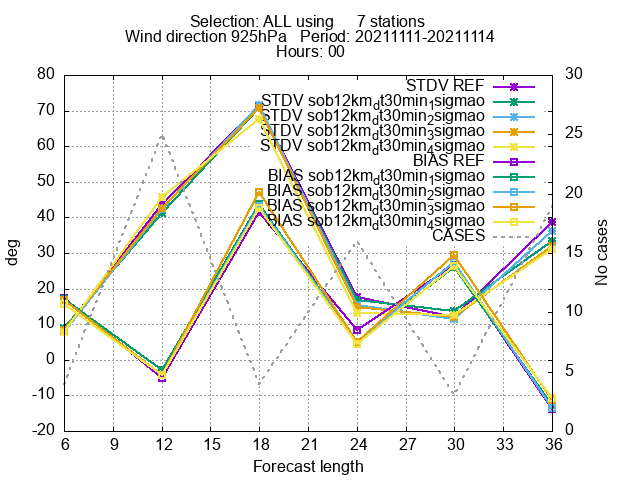 Selection: ALL using 7 stations
Wind direction 925hPa Period: 20211111-20211114
Hours: 00
STDV REF
STDV sob12km_dt30min_1sigmao
STDV sob12km_dt30min_2sigmao
STDV sob12km_dt30min_3sigmao
STDV sob12km_dt30min_4sigmao
BIAS REF
BIAS sob12km_dt30min_1sigmao
BIAS sob12km_dt30min_2sigmao
BIAS sob12km_dt30min_3sigmao
BIAS sob12km_dt30min_4sigmao
CASES
80
70
60
50
40
30
20
10
0
-10
-20
deg
30
25
20
15
10
5
0
No cases
6 9 12 15 18 21 24 27 30 33 36
Forecast length